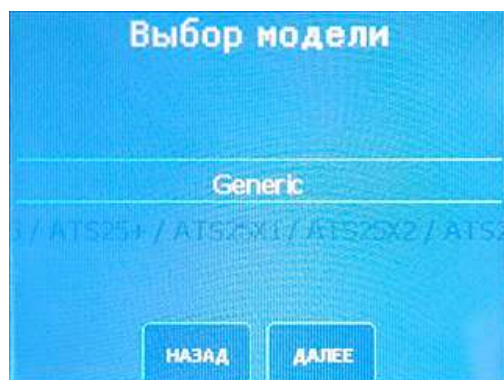 Выбор модели
Generic
/ ATS25+ / ATS25X1 / ATS25X2 /
НАЗАД ДАЛЕЕ